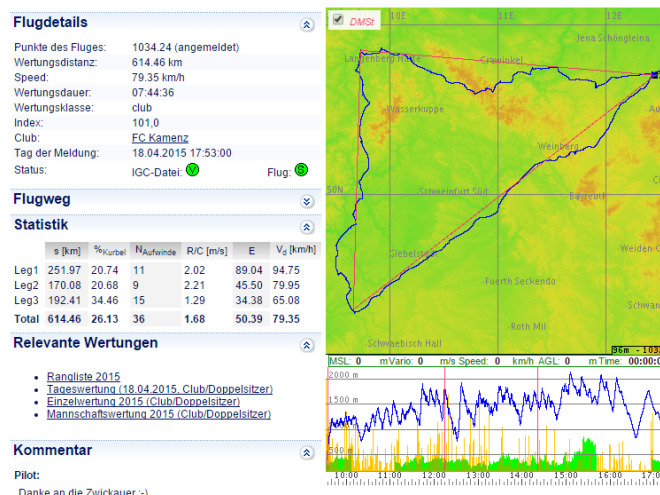 Flugdetails
Punkte des Fluges: 1034.24 (angemeldet)
Wertungsdistanz: 614.46 km
Speed: 79.35 km/h
Wertungsdauer: 07:44:36
Wertungsklasse: club
Index: 101,0
Club: FC Kamenz
Tag der Meldung: 18.04.2015 17:53:00
Status: IGC-Datei: V Flug: S
Flugweg
Statistik
s [km] %Kurbel NAufwinde R/C [m/s] E Vd [km/h]
Leg1 251.97 20.74 11 2.02 89.04 94.75
Leg2 170.08 20.68 9 2.21 45.50 79.95
Leg3 192.41 34.46 15 1.29 34.38 65.08
Total 614.46 26.13 36 1.68 50.39 79.35
Relevante Wertungen
Rangliste 2015
Tageswertung (18.04.2015, Club/Doppelsitzer)
Einzelwertung 2015 (Club/Doppelsitzer)
Mannschaftswertung 2015 (Club/Doppelsitzer)
Kommentar
Pilot:
Danke an die Zwickauer :-)
DMSt
10E 11E 12E
Jena Schöngleina
Crawinkel
Wasserkuppe
Weinberg
50N
Schweinfurt Süd
Bayreuth
Giebelstadt
Weiden
Fuerth Seckendo
Schwan
Roth Mil
Schwaebisch Hall
96m - 103
MSL: 0 m Vario: 0 m/s Speed: 0 km/h AGL: 0 m Time: 00:00:0
2000 m
1500 m
500 m
10:00 11:00 12:00 13:00 14:00 15:00 16:00 17:0